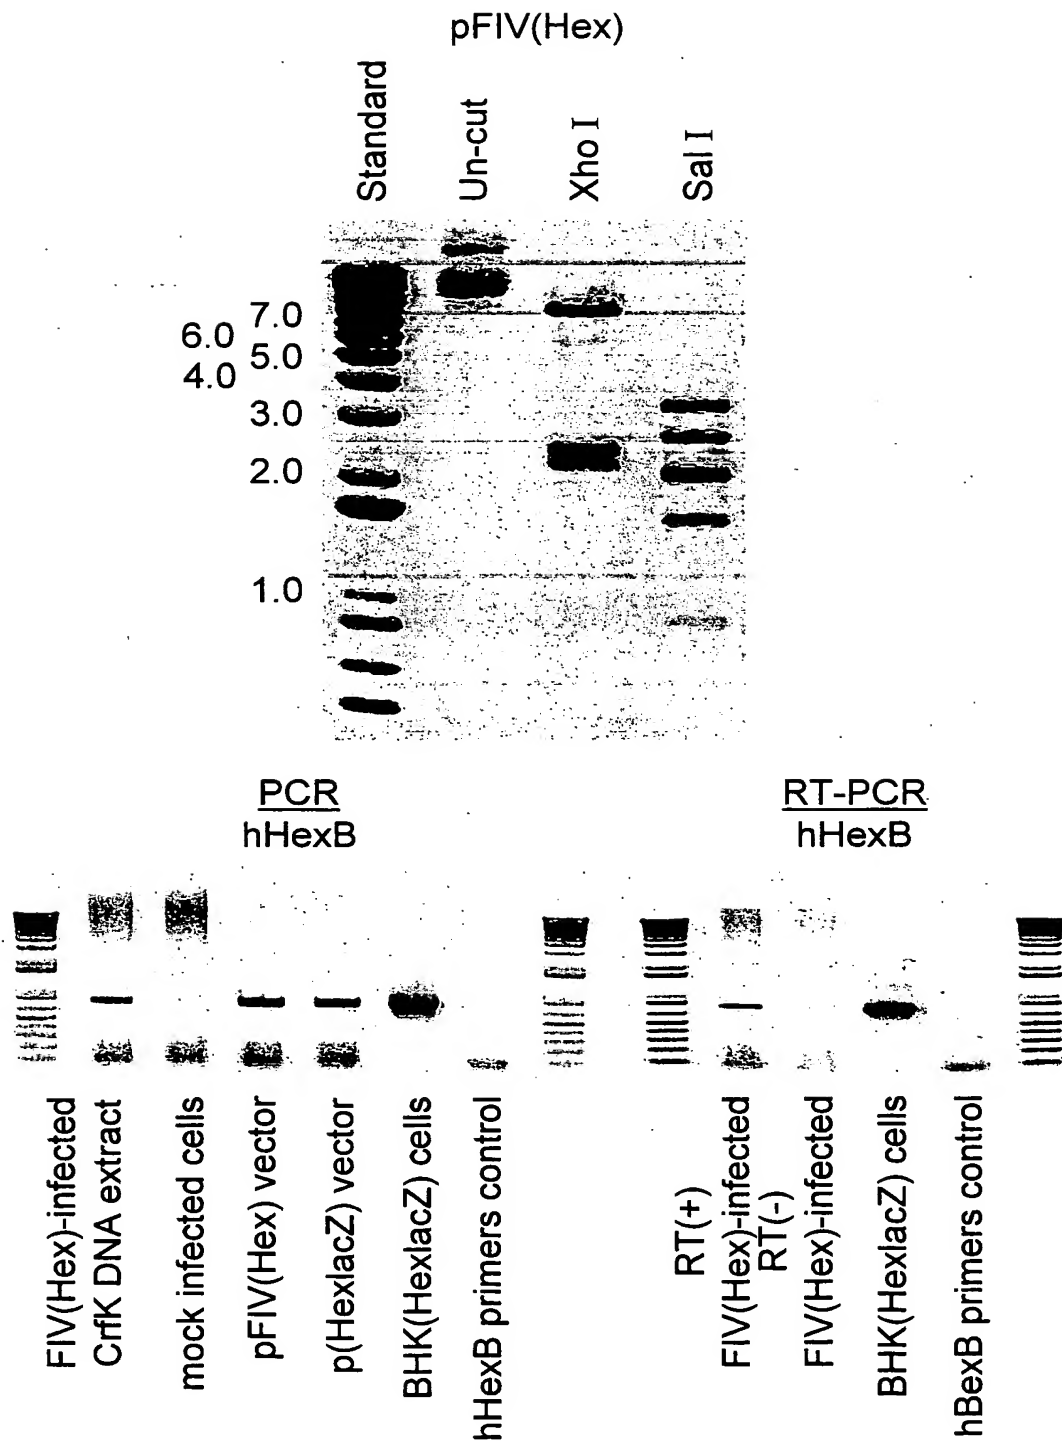 pFIV(Hex)
Standard
Un-cut
Xho I
Sal I
7.0
6.0
5.0
4.0
3.0
2.0
1.0
PCR
hHexB
RT-PCR
hHexB
FIV(Hex)-infected
CrfK DNA extract
mock infected cells
pFIV(Hex) vector
p(HexlacZ) vector
BHK(HexlacZ) cells
hHexB primers control
RT(+)
FIV(Hex)-infected
RT(-)
FIV(Hex)-infected
BHK(HexlacZ) cells
hBexB primers control